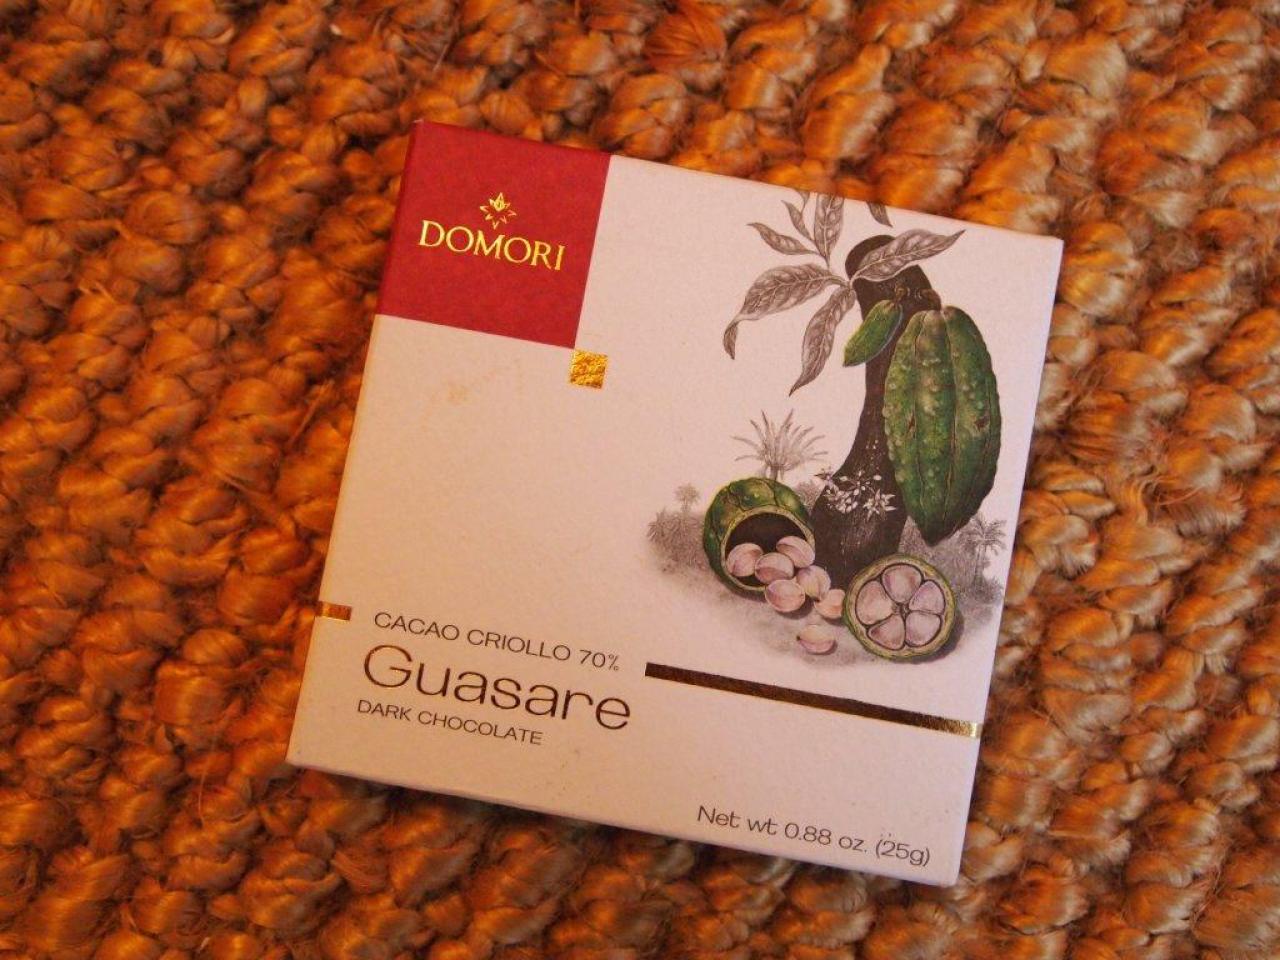 DOMORI
CACAO CRIOLLO 70%
Guasare
DARK CHOCOLATE
Net wt 0.88 oz. (25g)